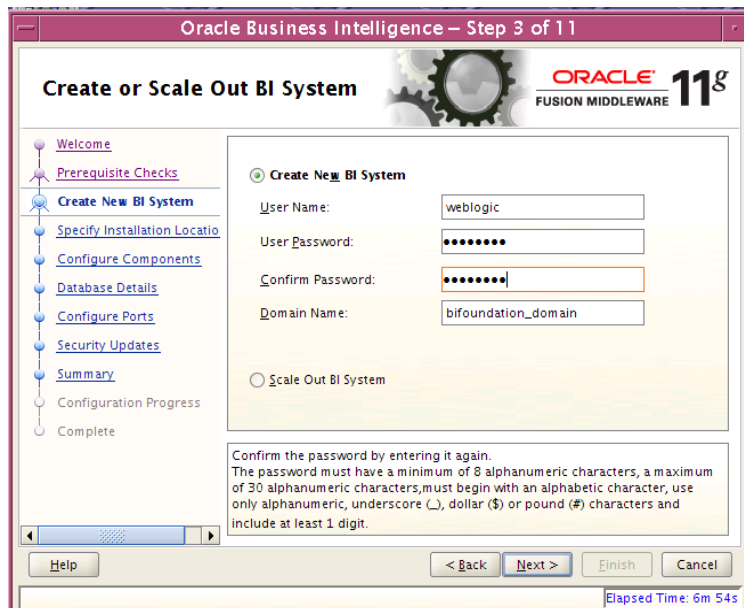 Oracle Business Intelligence – Step 3 of 11
Create or Scale Out BI System
ORACLE
FUSION MIDDLEWARE 11g
Welcome
Prerequisite Checks
Create New BI System
Specify Installation Locatio
Configure Components
Database Details
Configure Ports
Security Updates
Summary
Configuration Progress
Complete
Create New BI System
User Name: weblogic
User Password: ••••••••
Confirm Password: ••••••••
Domain Name: bifoundation_domain
Scale Out BI System
Confirm the password by entering it again.
The password must have a minimum of 8 alphanumeric characters, a maximum
of 30 alphanumeric characters,must begin with an alphabetic character, use
only alphanumeric, underscore (_), dollar ($) or pound (#) characters and
include at least 1 digit.
Help < Back Next > Finish Cancel
Elapsed Time: 6m 54s